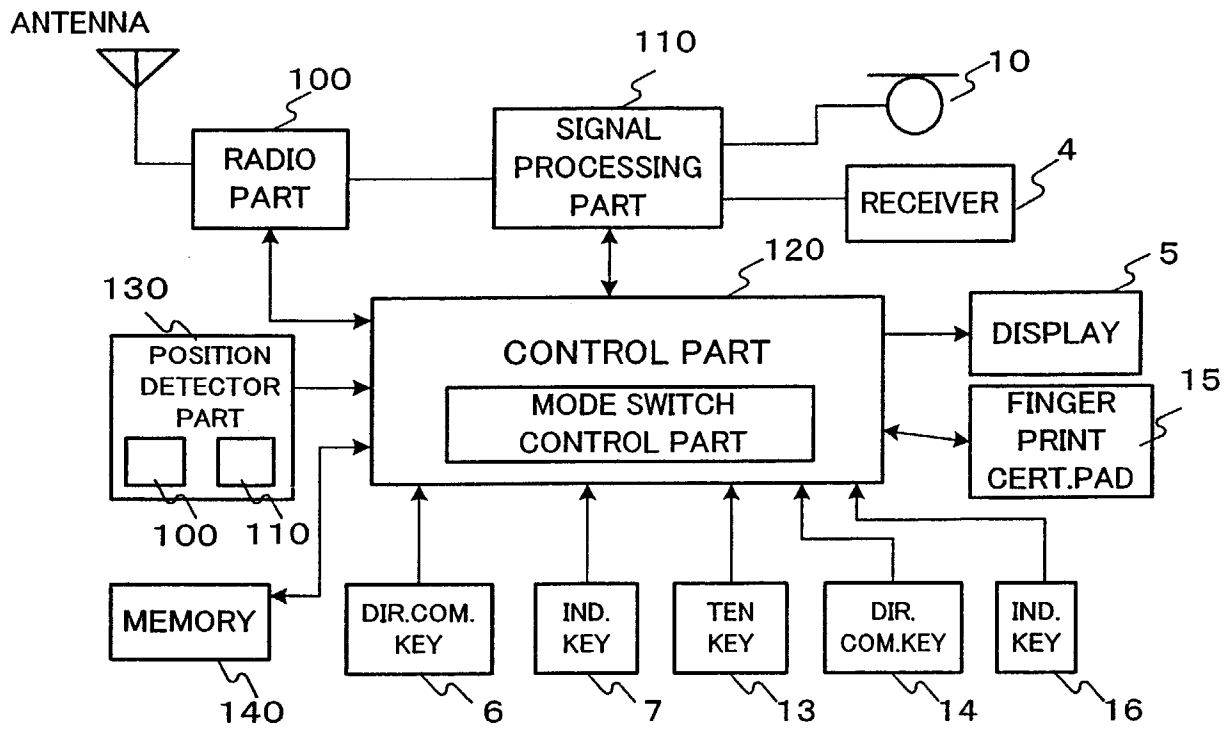 ANTENNA
100
110
10
RADIO
PART
SIGNAL
PROCESSING
PART
4
RECEIVER
120
5
130
DISPLAY
POSITION
DETECTOR
PART
CONTROL PART
MODE SWITCH
CONTROL PART
15
FINGER
PRINT
CERT.PAD
100
110
MEMORY
DIR.COM.
KEY
IND.
KEY
TEN
KEY
DIR.
COM.KEY
IND.
KEY
140
6
7
13
14
16